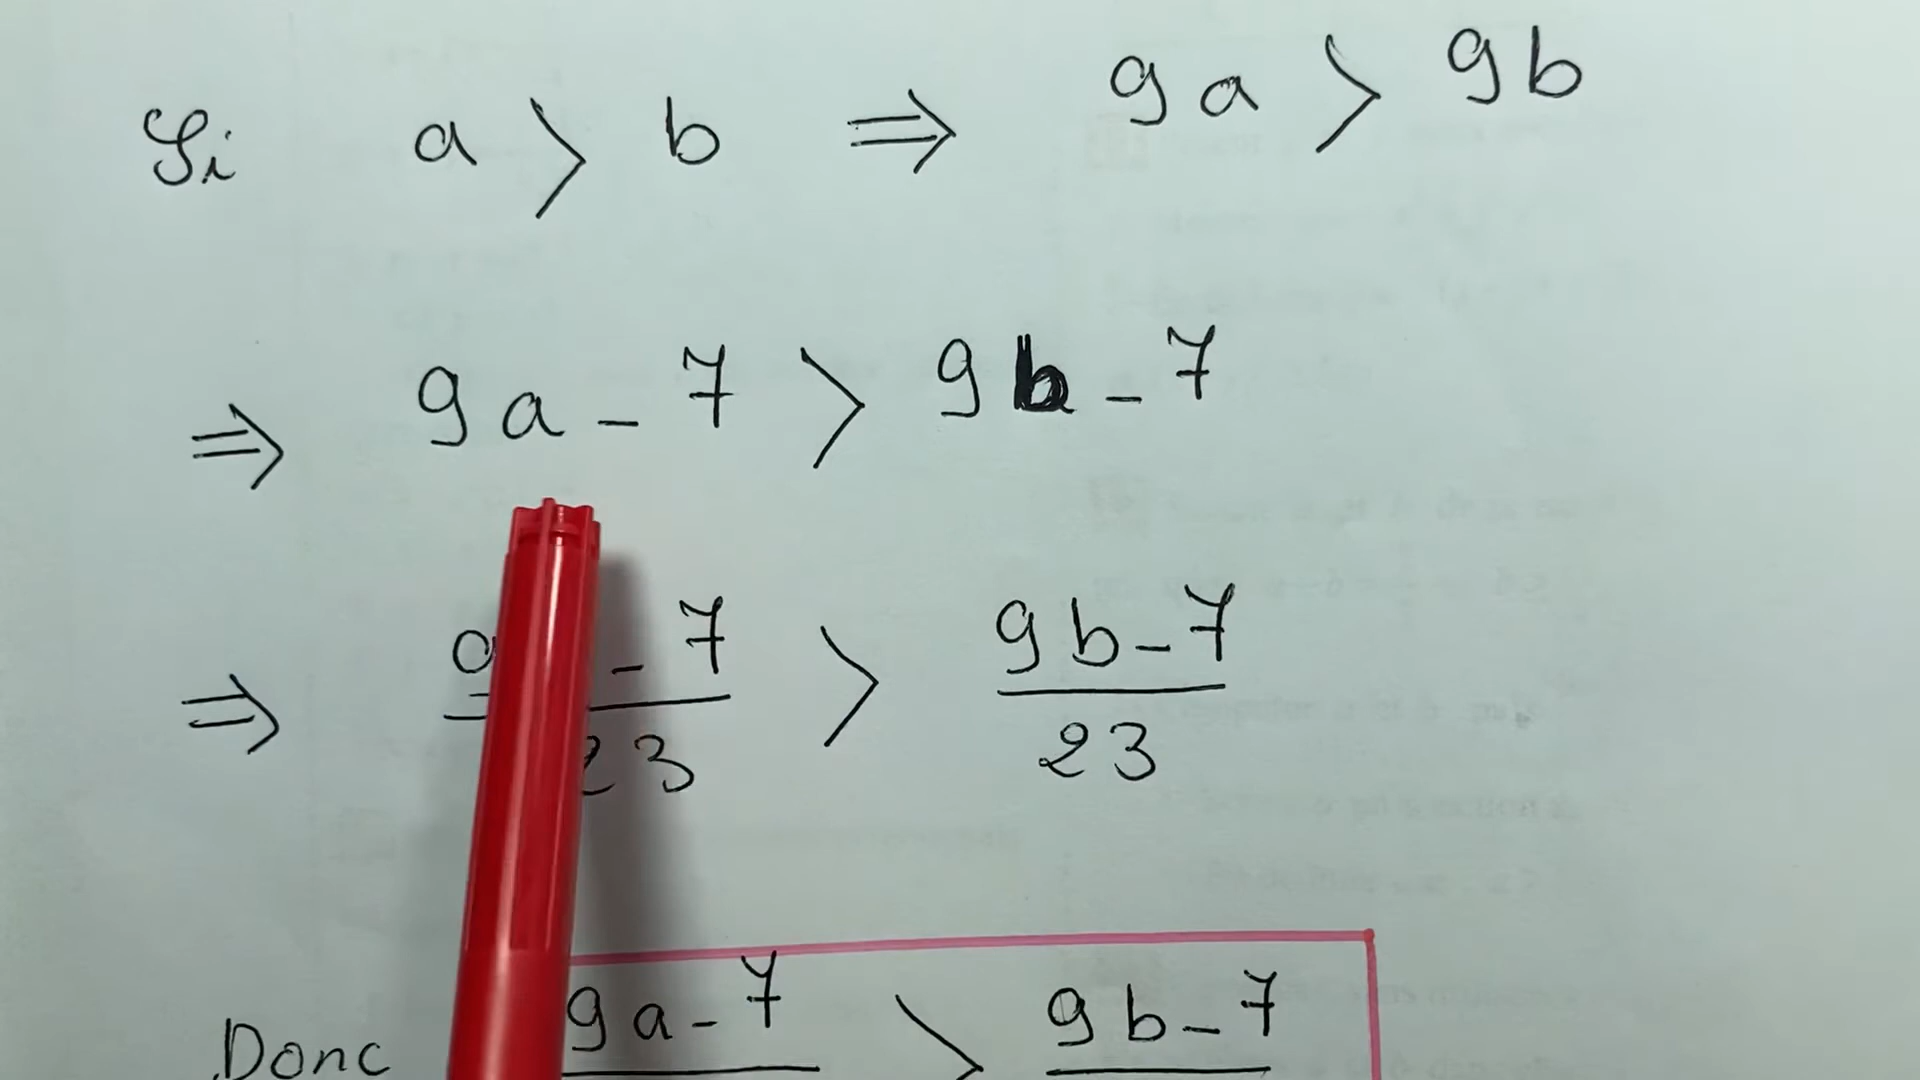 Si a > b ⇒ 9a > 9b
⇒ 9a - 7 > 9b - 7
⇒ - 7 / 23 > 9b - 7 / 23
Donc 9a - 7 > 9b - 7